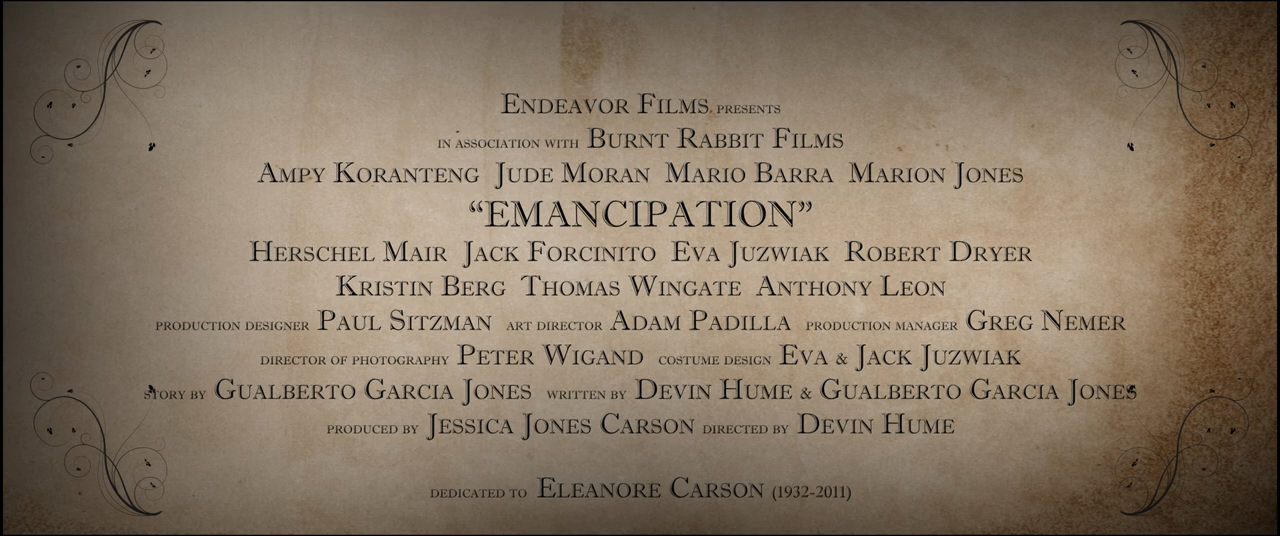 ENDEAVOR FILMS PRESENTS
IN ASSOCIATION WITH BURNT RABBIT FILMS
AMPY KORANTENG JUDE MORAN MARIO BARRA MARION JONES
“EMANCIPATION”
HERSCHEL MAIR JACK FORCINITO EVA JUZWIAK ROBERT DRYER
KRISTIN BERG THOMAS WINGATE ANTHONY LEON
PRODUCTION DESIGNER PAUL SITZMAN ART DIRECTOR ADAM PADILLA PRODUCTION MANAGER GREG NEMER
DIRECTOR OF PHOTOGRAPHY PETER WIGAND COSTUME DESIGN EVA & JACK JUZWIAK
STORY BY GUALBERTO GARCIA JONES WRITTEN BY DEVIN HUME & GUALBERTO GARCIA JONES
PRODUCED BY JESSICA JONES CARSON DIRECTED BY DEVIN HUME
DEDICATED TO ELEANORE CARSON (1932-2011)